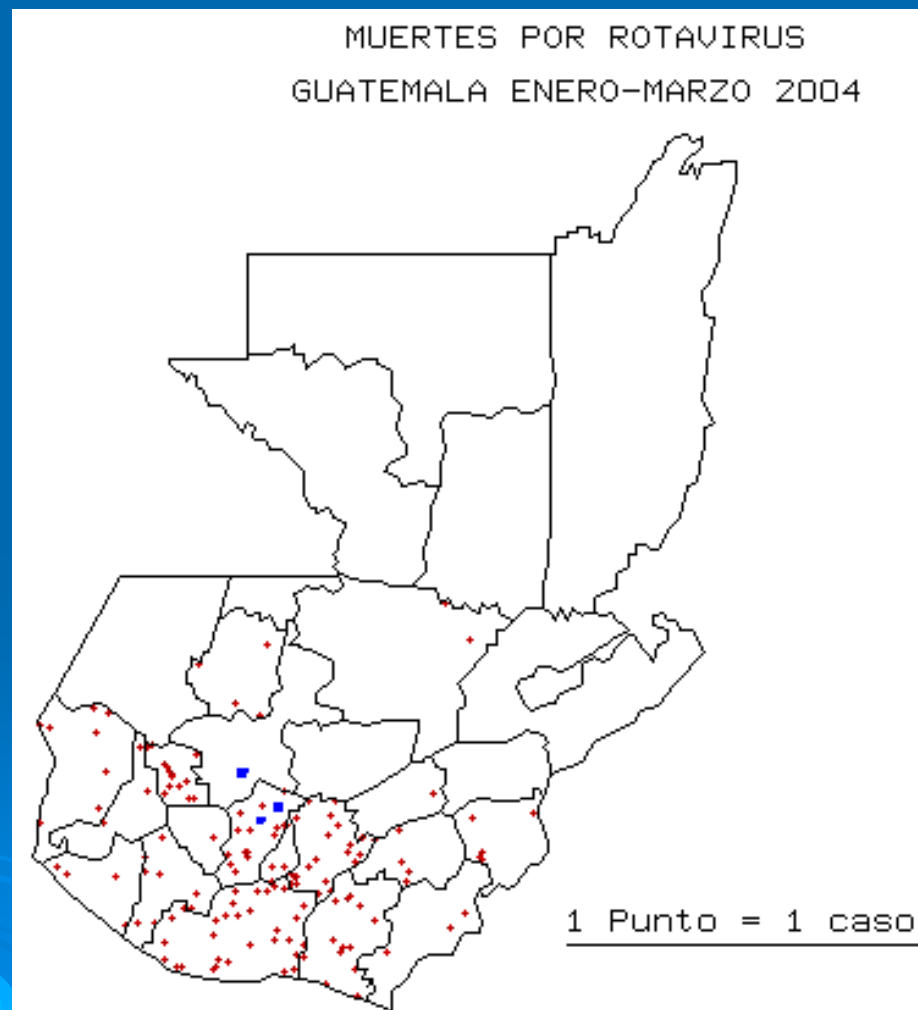 MUERTES POR ROTAVIRUS
GUATEMALA ENERO-MARZO 2004
1 Punto = 1 caso